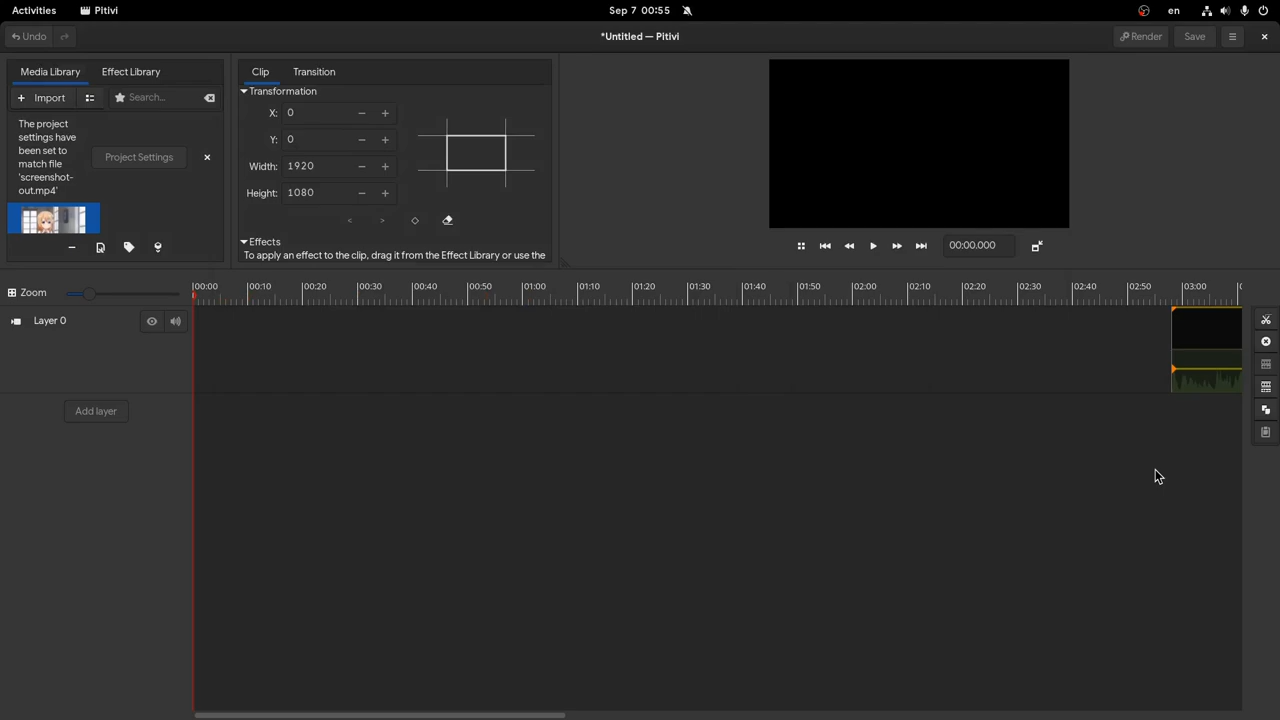 Activities
Pitivi
Sep 7 00:55
en
Undo
*Untitled — Pitivi
Render
Save
Media Library
Effect Library
Import
Search...
The project
settings have
been set to
match file
'screenshot-
out.mp4'
Project Settings
Clip
Transition
Transformation
X:
0
Y:
0
Width:
1920
Height:
1080
Effects
To apply an effect to the clip, drag it from the Effect Library or use the
00:00.000
Zoom
00:00
00:10
00:20
00:30
00:40
00:50
01:00
01:10
01:20
01:30
01:40
01:50
02:00
02:10
02:20
02:30
02:40
02:50
03:00
Layer 0
Add layer